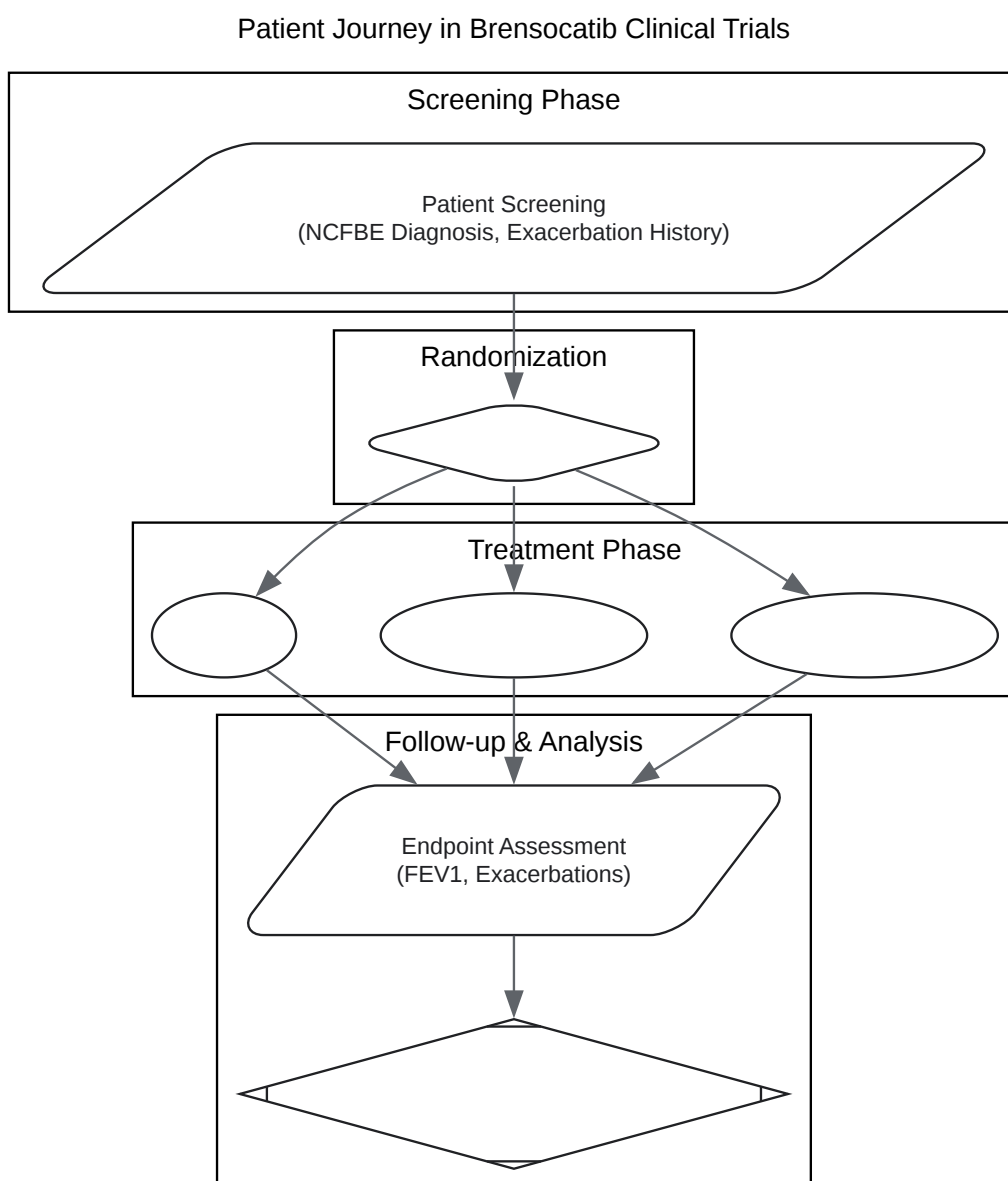 Patient Journey in Brensocatib Clinical Trials
Screening Phase
Patient Screening
(NCFBE Diagnosis, Exacerbation History)
Randomization
Treatment Phase
Follow-up & Analysis
Endpoint Assessment
(FEV1, Exacerbations)